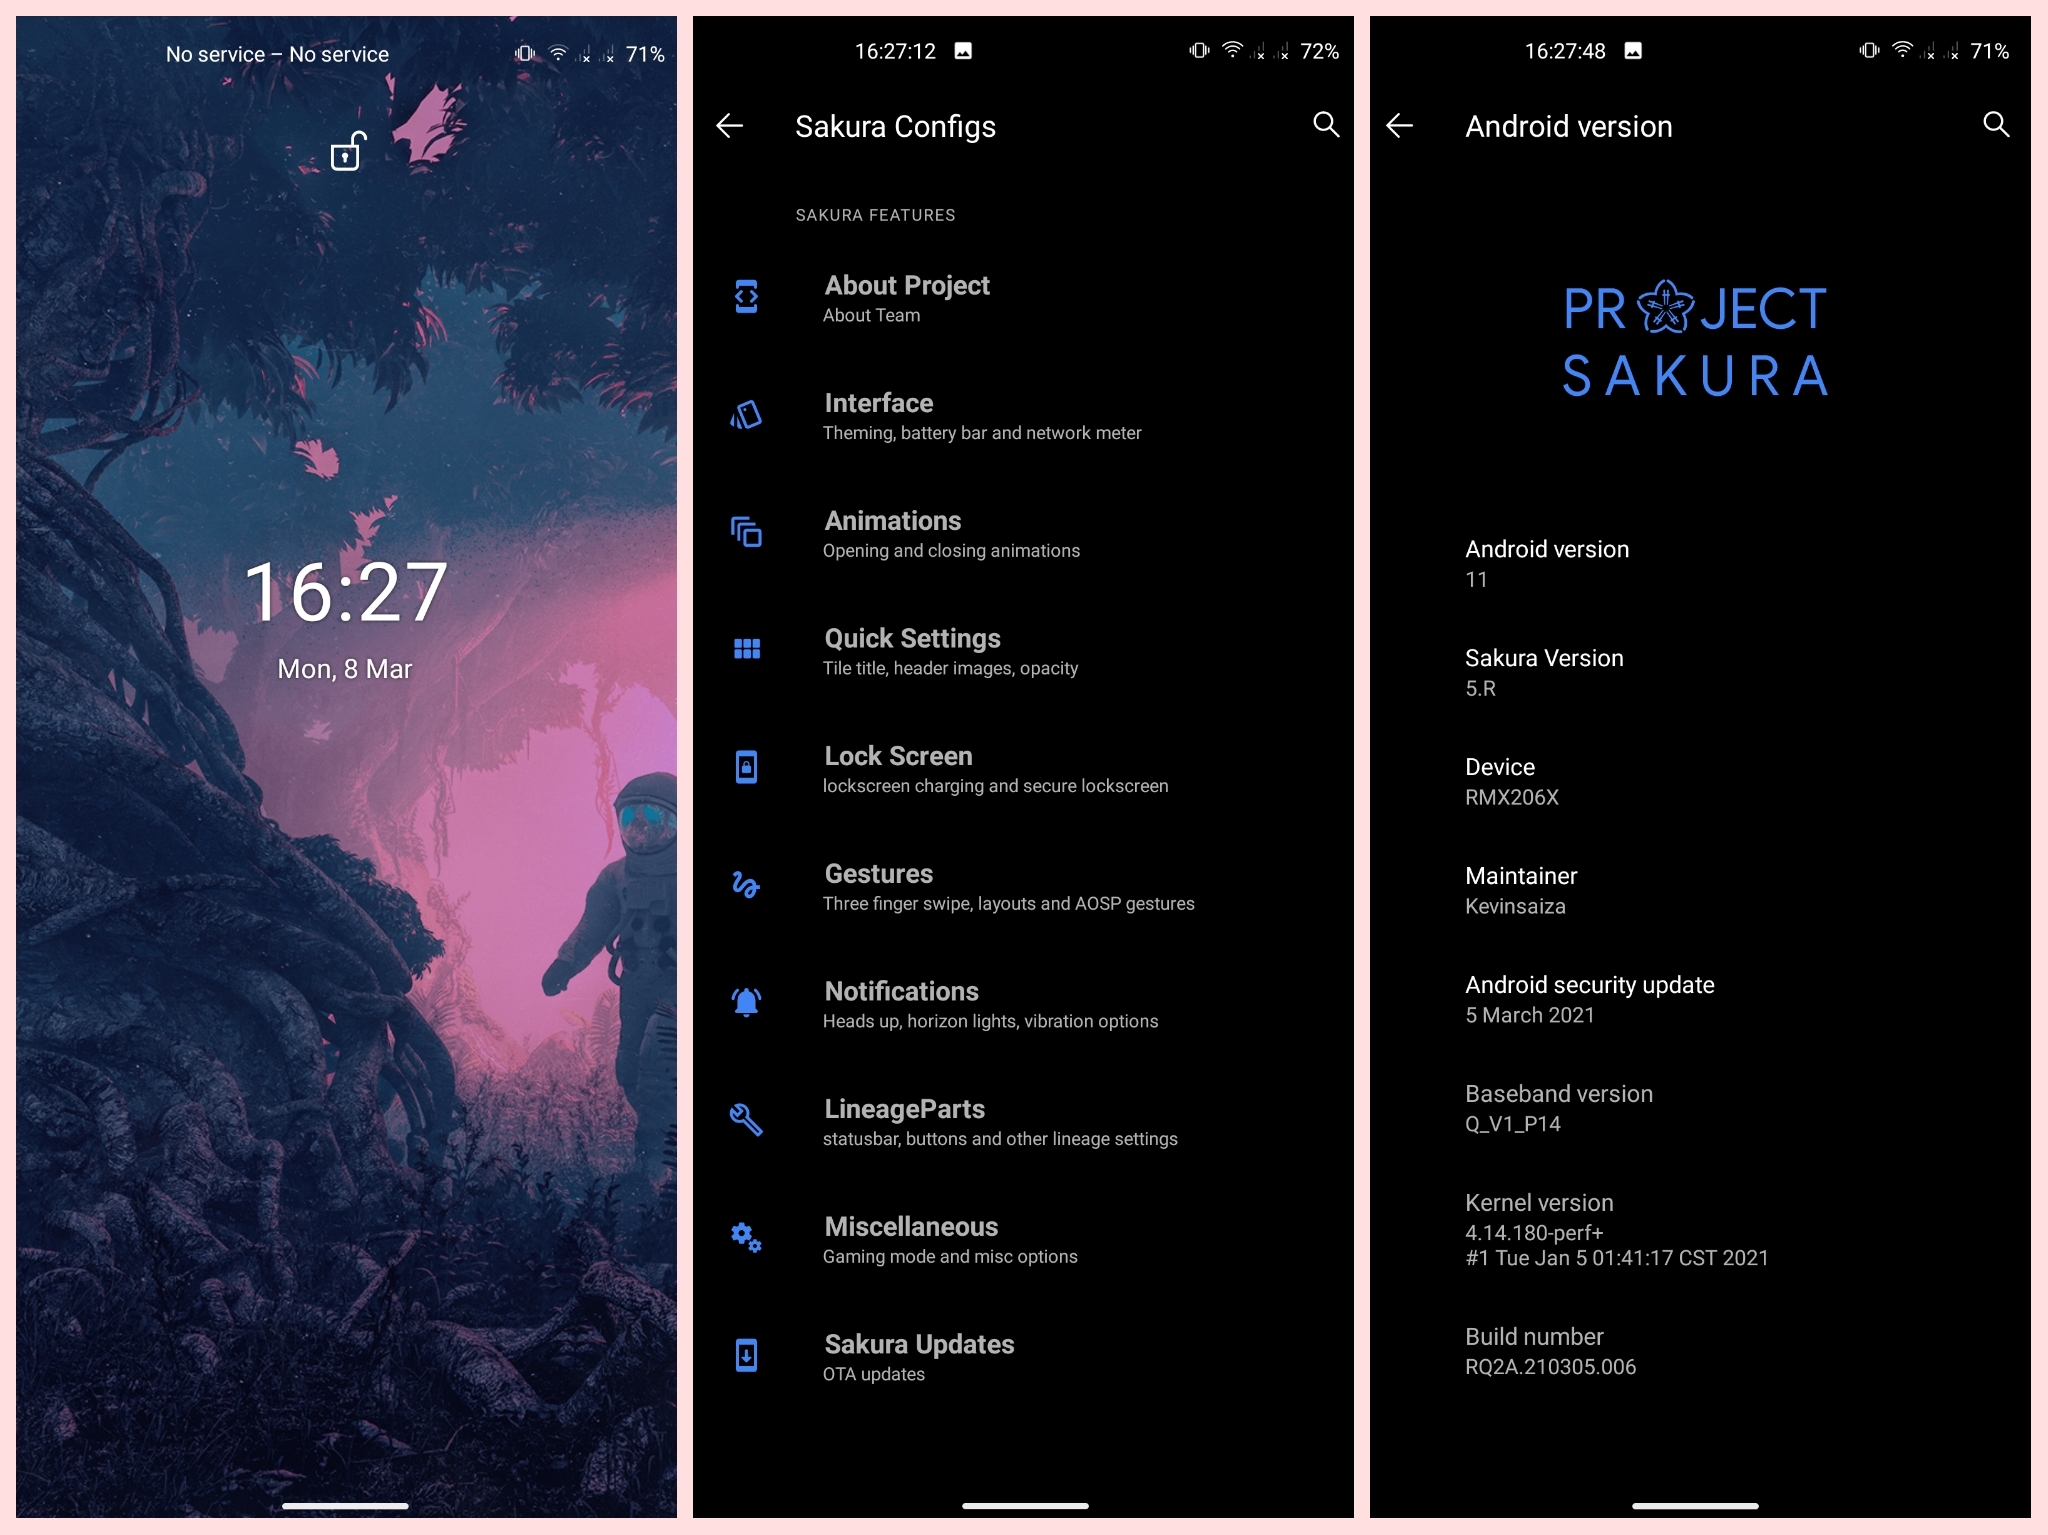 No service – No service
71%
16:27
Mon, 8 Mar
16:27:12
72%
Sakura Configs
SAKURA FEATURES
About Project
About Team
Interface
Theming, battery bar and network meter
Animations
Opening and closing animations
Quick Settings
Tile title, header images, opacity
Lock Screen
lockscreen charging and secure lockscreen
Gestures
Three finger swipe, layouts and AOSP gestures
Notifications
Heads up, horizon lights, vibration options
LineageParts
statusbar, buttons and other lineage settings
Miscellaneous
Gaming mode and misc options
Sakura Updates
OTA updates
16:27:48
71%
Android version
PROJECT
SAKURA
Android version
11
Sakura Version
5.R
Device
RMX206X
Maintainer
Kevinsaiza
Android security update
5 March 2021
Baseband version
Q_V1_P14
Kernel version
4.14.180-perf+
#1 Tue Jan 5 01:41:17 CST 2021
Build number
RQ2A.210305.006